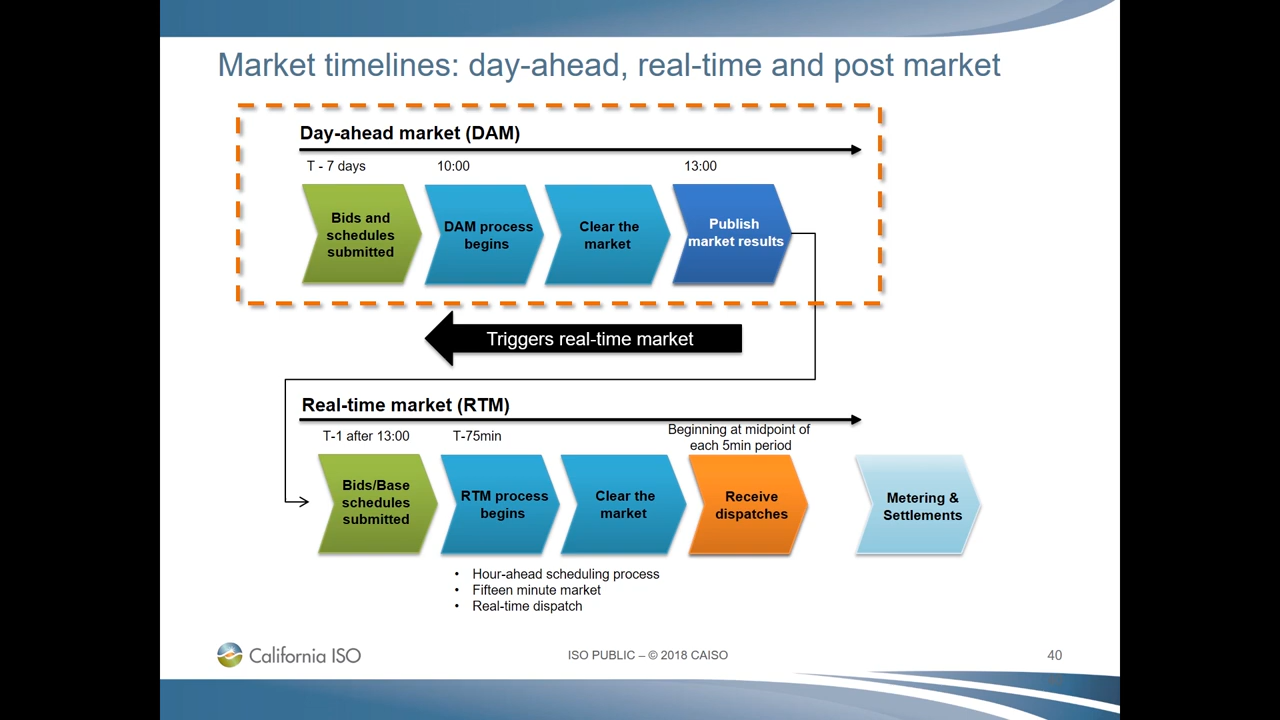 Market timelines: day-ahead, real-time and post market
Day-ahead market (DAM)
T - 7 days
10:00
13:00
Bids and
schedules
submitted
DAM process
begins
Clear the
market
Publish
market results
Triggers real-time market
Real-time market (RTM)
T-1 after 13:00
T-75min
Beginning at midpoint of
each 5min period
Bids/Base
schedules
submitted
RTM process
begins
Clear the
market
Receive
dispatches
Metering &
Settlements
• Hour-ahead scheduling process
• Fifteen minute market
• Real-time dispatch
California ISO
ISO PUBLIC – © 2018 CAISO
40